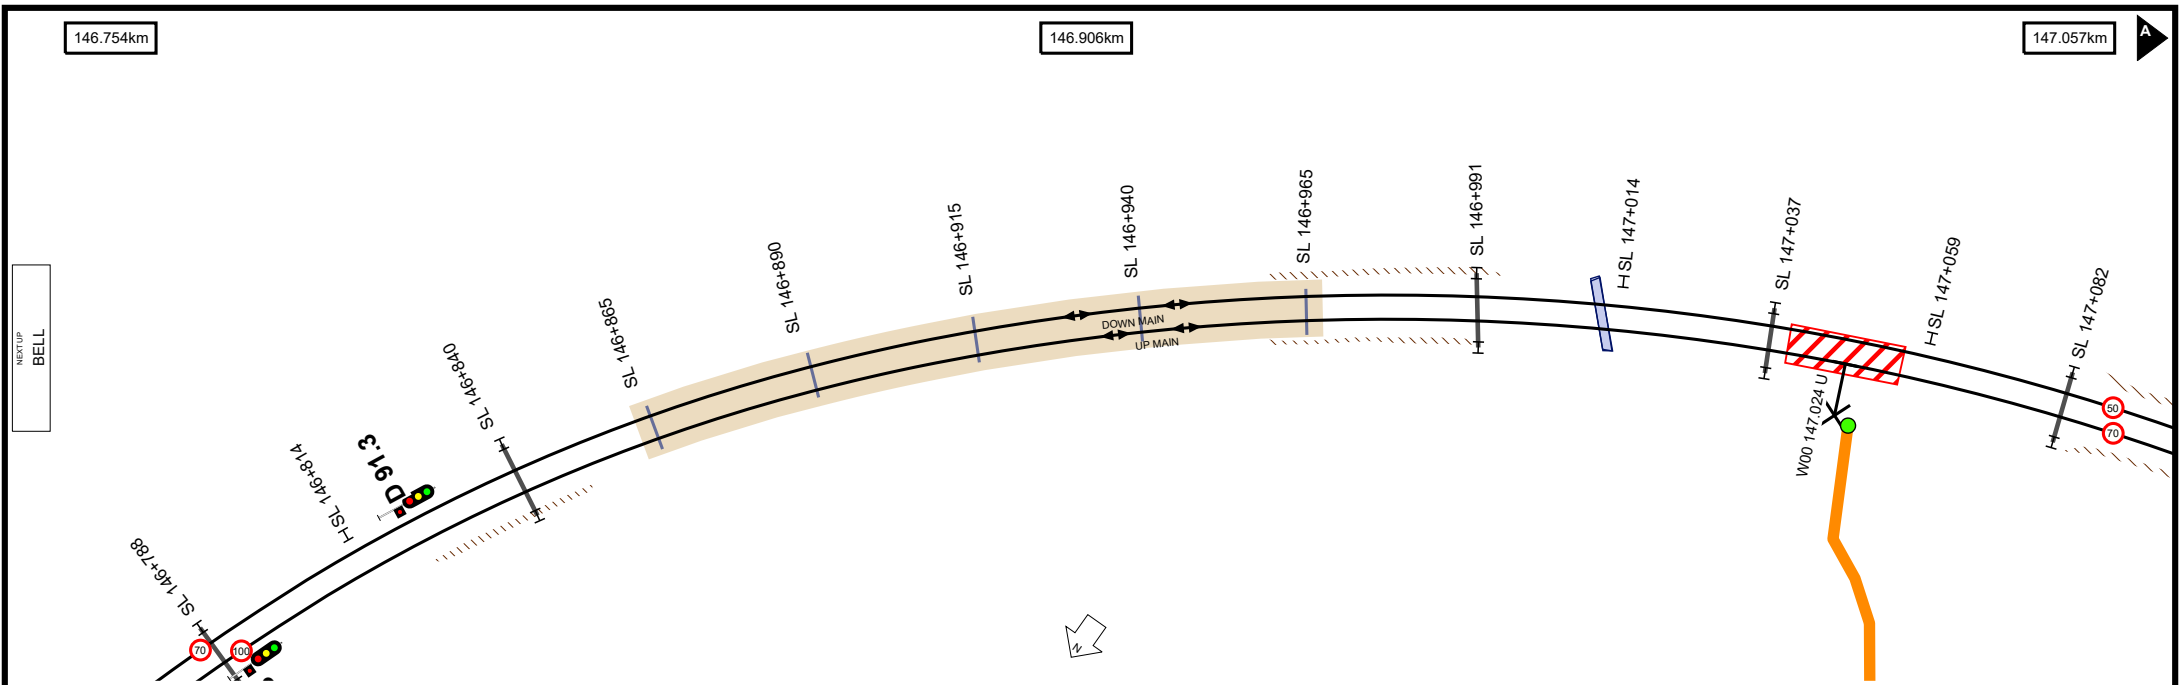 146.754km
146.906km
147.057km
A
NEXT UP
BELL
SL 146+788
SL 146+814
D 91.3
SL 146+840
SL 146+865
SL 146+890
SL 146+915
SL 146+940
SL 146+965
SL 146+991
SL 147+014
SL 147+037
SL 147+059
SL 147+082
DOWN MAIN
UP MAIN
W00 147.024 U
50
70
70
100
N